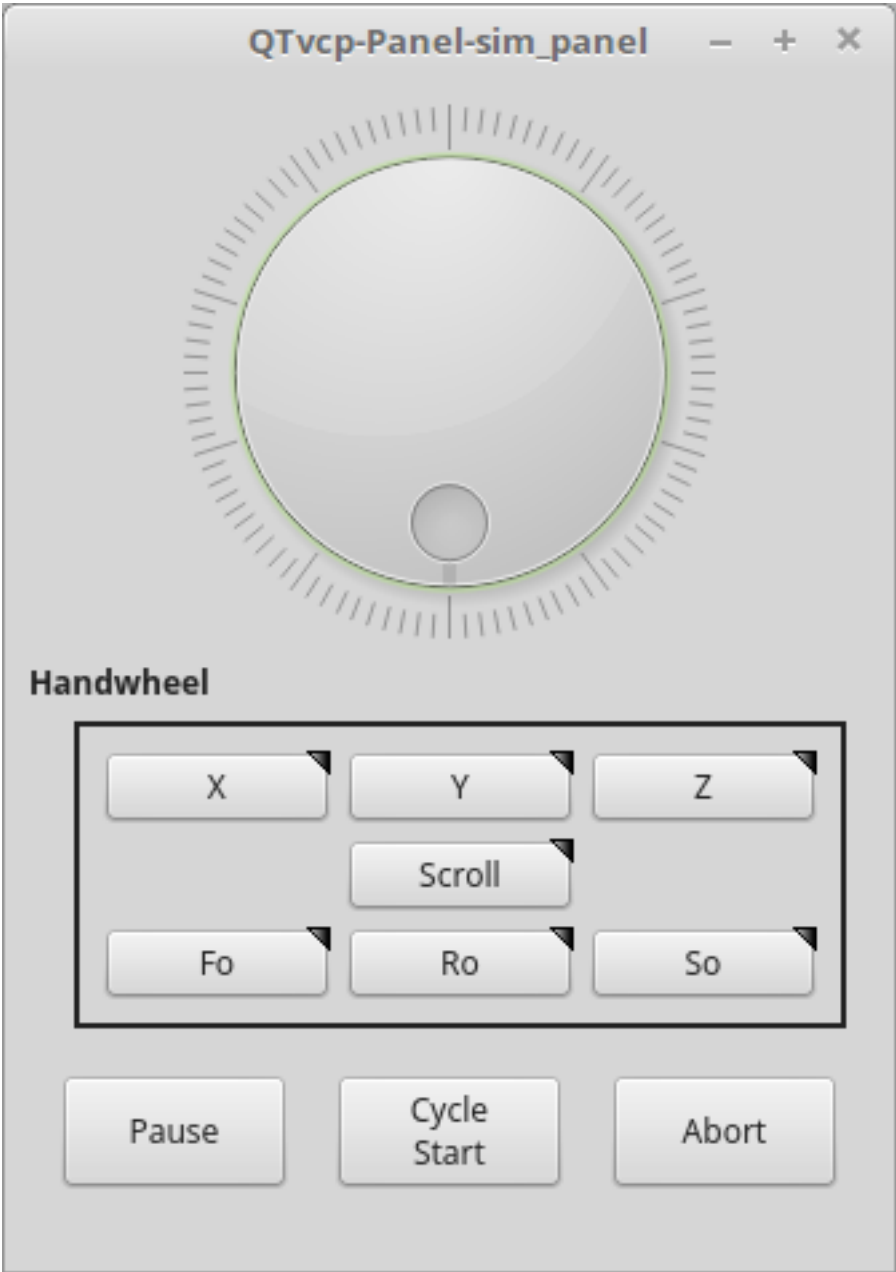 QTvcp-Panel-sim_panel
Handwheel
X Y Z
Scroll
Fo Ro So
Pause Cycle Start Abort